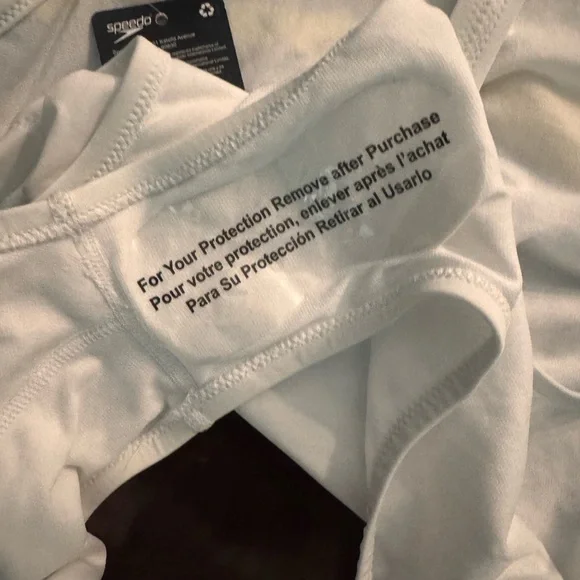 speedo
For Your Protection Remove after Purchase
Pour votre protection, enlever après l'achat
Para Su Protección Retirar al Usarlo